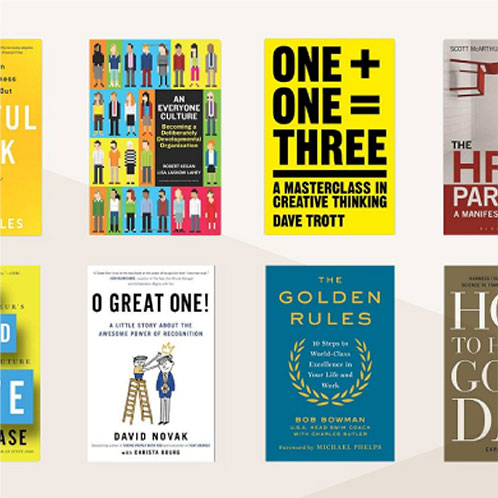 FUL
K
LES
AN
EVERYONE
CULTURE
Becoming a
Deliberately
Developmental
Organization
ROBERT KEGAN
LISA LASKOW LAHEY
ONE +
ONE =
THREE
A MASTERCLASS IN
CREATIVE THINKING
DAVE TROTT
SCOTT McARTHUR
THE
PAR
A MANIFES
D
E
ASE
O GREAT ONE!
A LITTLE STORY ABOUT THE
AWESOME POWER OF RECOGNITION
DAVID NOVAK
with CHRISTA BOURG
THE
GOLDEN
RULES
10 Steps to
World-Class
Excellence in
Your Life and
Work
BOB BOWMAN
U.S.A. HEAD SWIM COACH
WITH CHARLES BUTLER
Foreword by MICHAEL PHELPS
HO
TO H
GO
DA